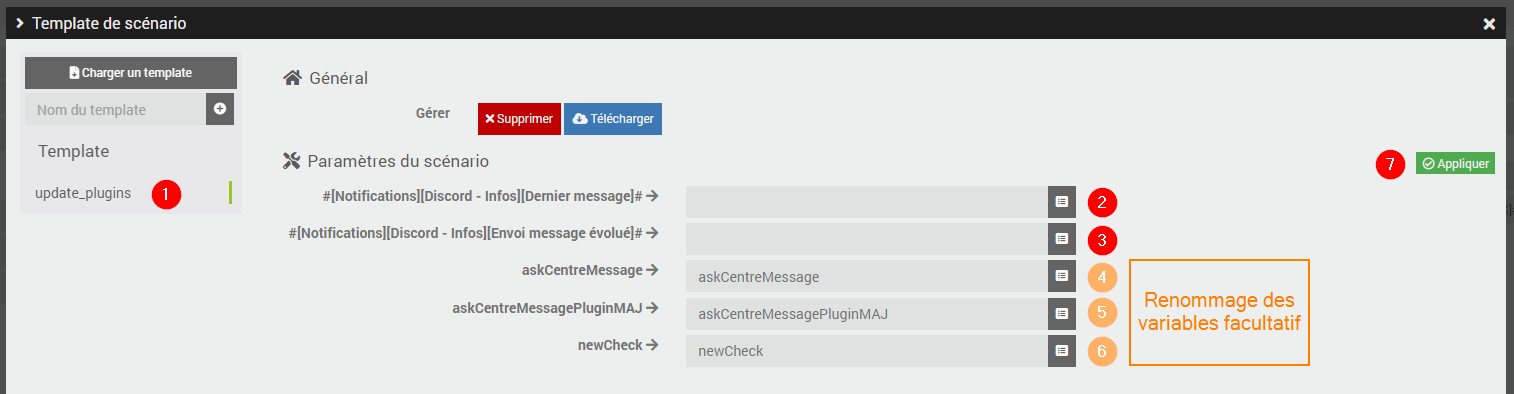 Template de scénario
Charger un template
Nom du template
Template
update_plugins 1
Général
Gérer Supprimer Télécharger
Paramètres du scénario
7 Appliquer
#[Notifications][Discord - Infos][Dernier message]# 2
#[Notifications][Discord - Infos][Envoi message évolué]# 3
askCentreMessage askCentreMessage 4
askCentreMessagePluginMAJ askCentreMessagePluginMAJ 5
newCheck newCheck 6
Renommage des
variables facultatif